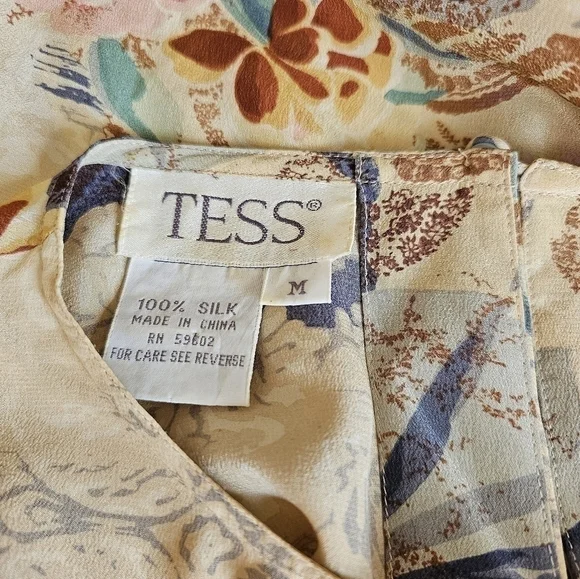 TESS®
M
100% SILK
MADE IN CHINA
RN 59602
FOR CARE SEE REVERSE